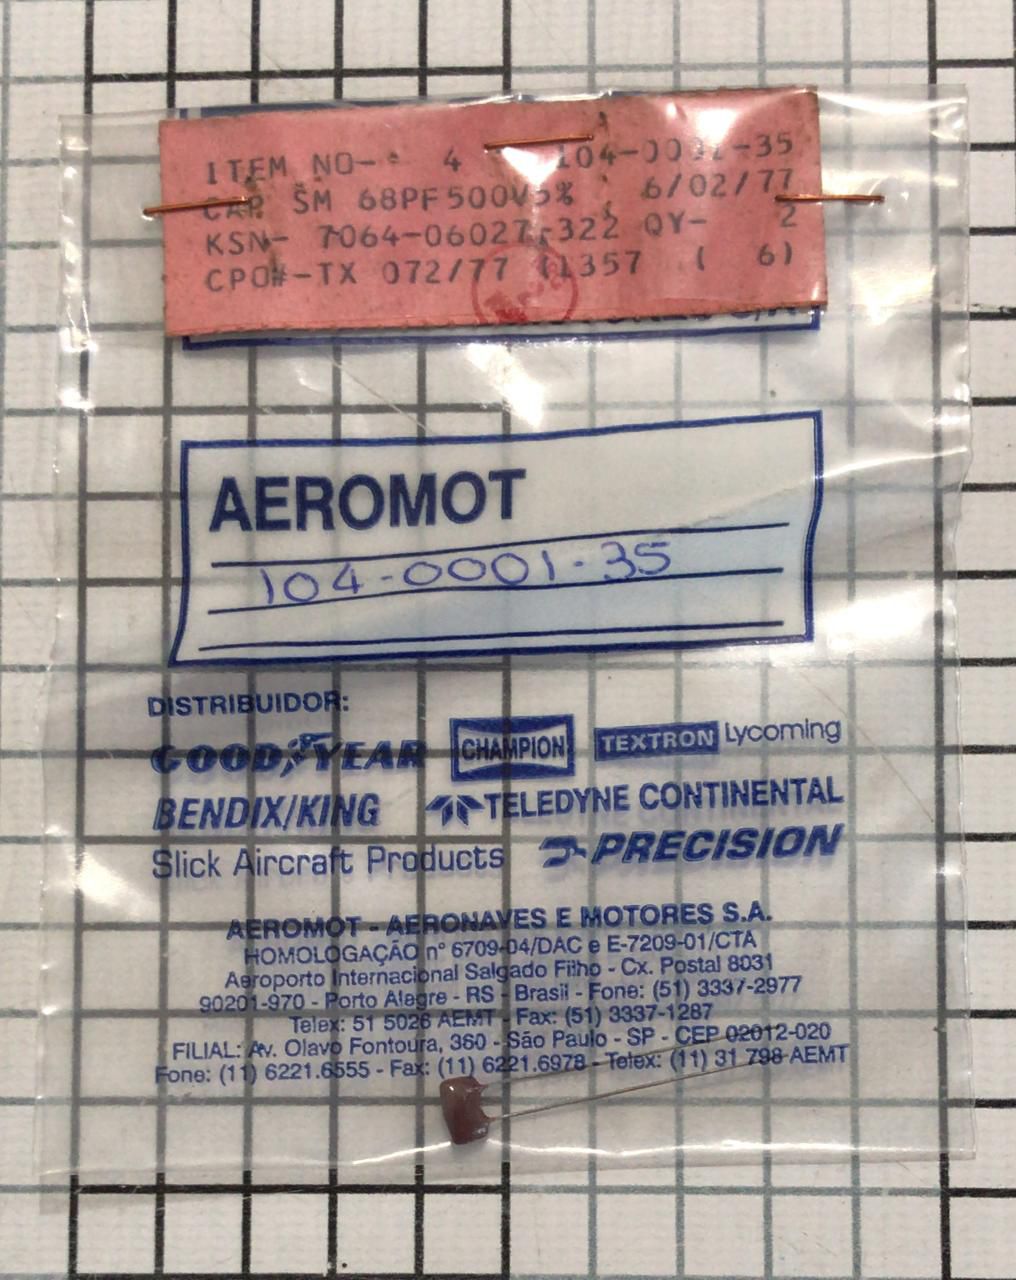 ITEM NO- 4 104-0001-35
CAP SM 68PF 500V5% 6/02/77
KSN- 7064-06027-322 QY- 2
CPO#-TX 072/77 11357 ( 6)
AEROMOT
104-0001-35
DISTRIBUIDOR:
GOODYEAR CHAMPION TEXTRON Lycoming
BENDIX/KING TELEDYNE CONTINENTAL
Slick Aircraft Products PRECISION
AEROMOT - AERONAVES E MOTORES S.A.
HOMOLOGAÇÃO nº 6709-04/DAC e E-7209-01/CTA
Aeroporto Internacional Salgado Filho - Cx. Postal 8031
90201-970 - Porto Alegre - RS - Brasil - Fone: (51) 3337-2977
Telex: 51 5026 AEMT - Fax: (51) 3337-1287
FILIAL: Av. Olavo Fontoura, 360 - São Paulo - SP - CEP 02012-020
Fone: (11) 6221.6555 - Fax: (11) 6221.6978 - Telex: (11) 31 798 AEMT